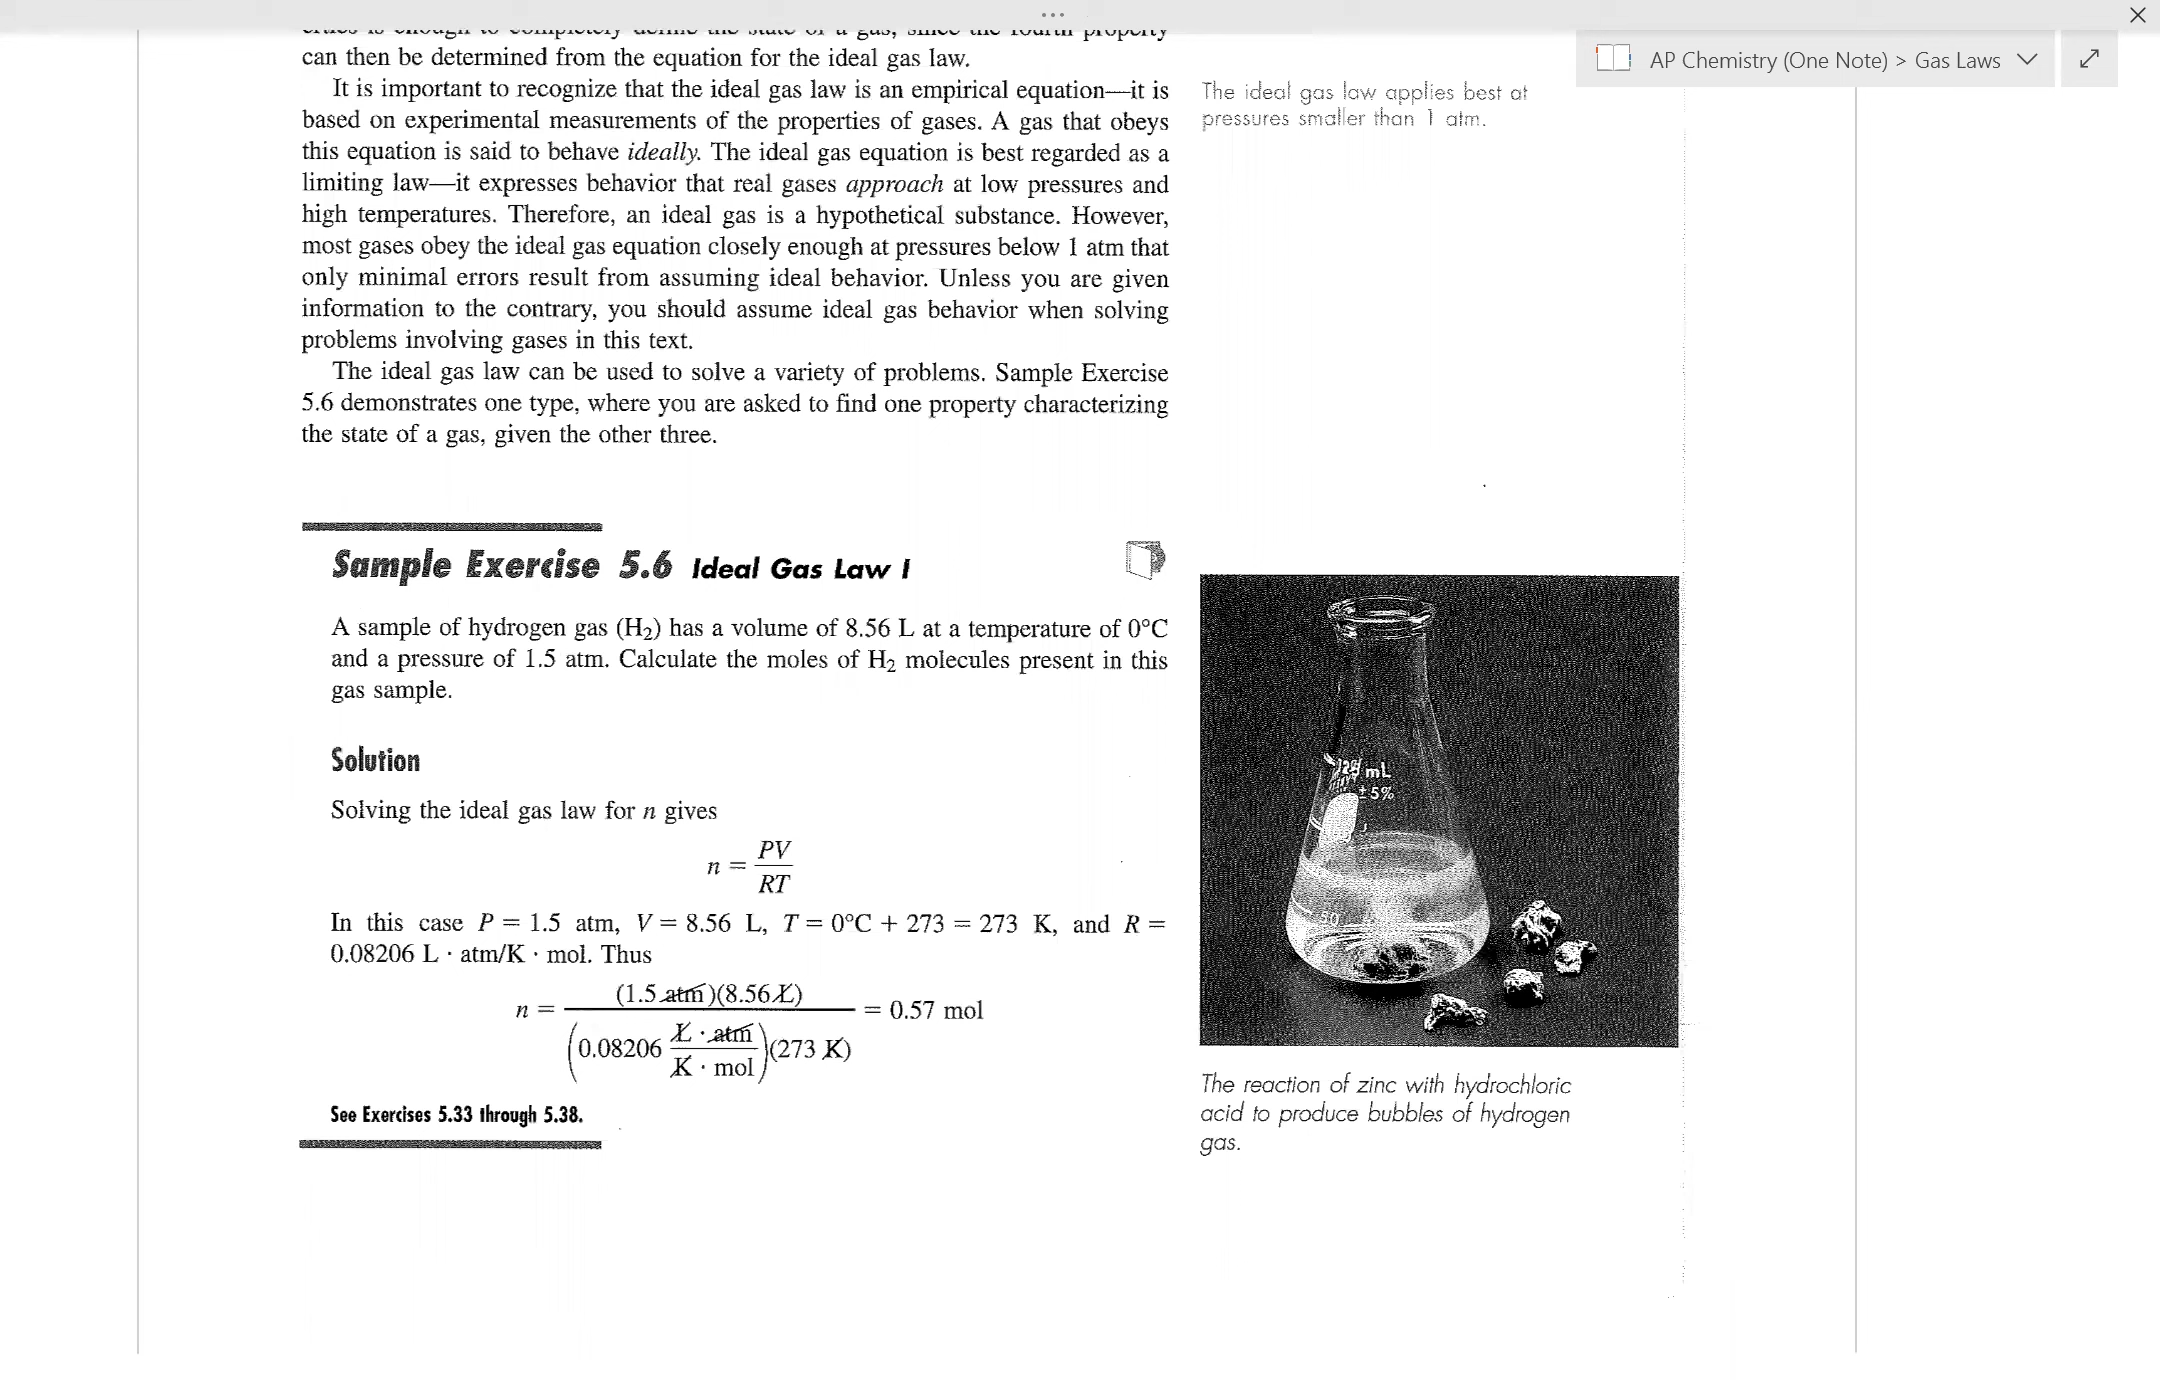 AP Chemistry (One Note) > Gas Laws
can then be determined from the equation for the ideal gas law.
It is important to recognize that the ideal gas law is an empirical equation—it is
based on experimental measurements of the properties of gases. A gas that obeys
this equation is said to behave ideally. The ideal gas equation is best regarded as a
limiting law—it expresses behavior that real gases approach at low pressures and
high temperatures. Therefore, an ideal gas is a hypothetical substance. However,
most gases obey the ideal gas equation closely enough at pressures below 1 atm that
only minimal errors result from assuming ideal behavior. Unless you are given
information to the contrary, you should assume ideal gas behavior when solving
problems involving gases in this text.
The ideal gas law can be used to solve a variety of problems. Sample Exercise
5.6 demonstrates one type, where you are asked to find one property characterizing
the state of a gas, given the other three.
The ideal gas law applies best at
pressures smaller than 1 atm.
Sample Exercise 5.6 Ideal Gas Law I
A sample of hydrogen gas (H₂) has a volume of 8.56 L at a temperature of 0°C
and a pressure of 1.5 atm. Calculate the moles of H₂ molecules present in this
gas sample.
Solution
Solving the ideal gas law for n gives
n = PV / RT
In this case P = 1.5 atm, V = 8.56 L, T = 0°C + 273 = 273 K, and R =
0.08206 L · atm/K · mol. Thus
n = (1.5 atm)(8.56 L) / (0.08206 L · atm / K · mol)(273 K) = 0.57 mol
See Exercises 5.33 through 5.38.
mL
±5%
50
The reaction of zinc with hydrochloric
acid to produce bubbles of hydrogen
gas.